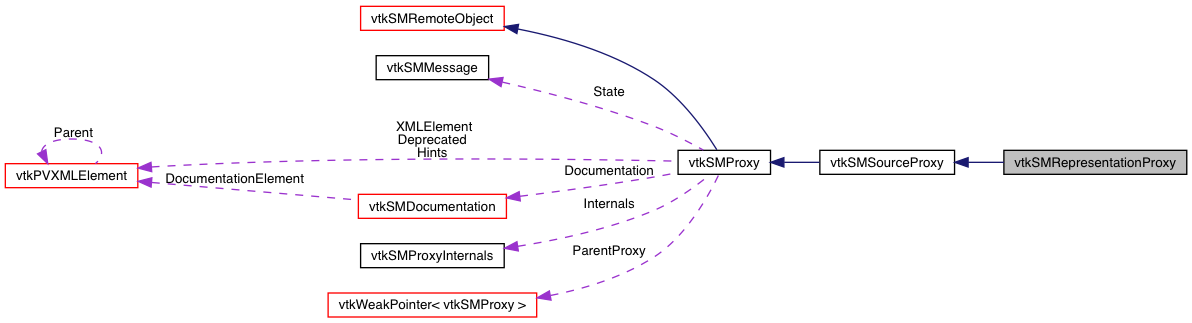 vtkSMRemoteObject
vtkSMMessage
State
Parent
XMLElement
Deprecated
Hints
vtkPVXMLElement
DocumentationElement
Documentation
vtkSMProxy
vtkSMSourceProxy
vtkSMRepresentationProxy
vtkSMDocumentation
Internals
vtkSMProxyInternals
ParentProxy
vtkWeakPointer< vtkSMProxy >